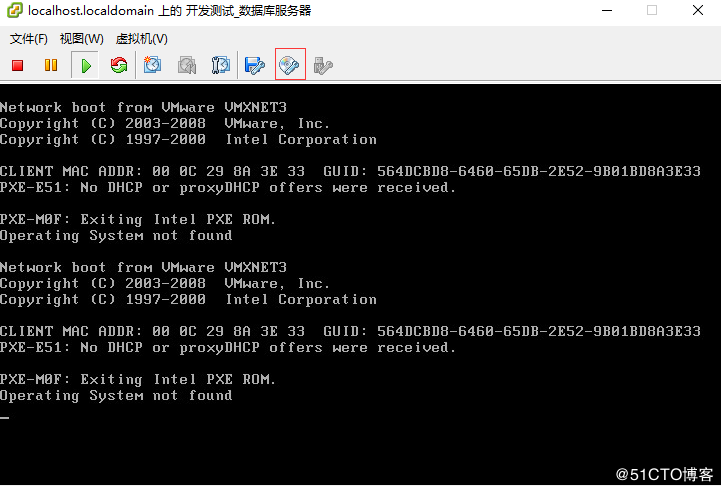 localhost.localdomain 上的 开发测试_数据库服务器
文件(F) 视图(W) 虚拟机(V)
Network boot from VMware VMXNET3
Copyright (C) 2003-2008 VMware, Inc.
Copyright (C) 1997-2000 Intel Corporation
CLIENT MAC ADDR: 00 0C 29 8A 3E 33 GUID: 564DCBD8-6460-65DB-2E52-9B01BD8A3E33
PXE-E51: No DHCP or proxyDHCP offers were received.
PXE-M0F: Exiting Intel PXE ROM.
Operating System not found
Network boot from VMware VMXNET3
Copyright (C) 2003-2008 VMware, Inc.
Copyright (C) 1997-2000 Intel Corporation
CLIENT MAC ADDR: 00 0C 29 8A 3E 33 GUID: 564DCBD8-6460-65DB-2E52-9B01BD8A3E33
PXE-E51: No DHCP or proxyDHCP offers were received.
PXE-M0F: Exiting Intel PXE ROM.
Operating System not found
@51CTO博客